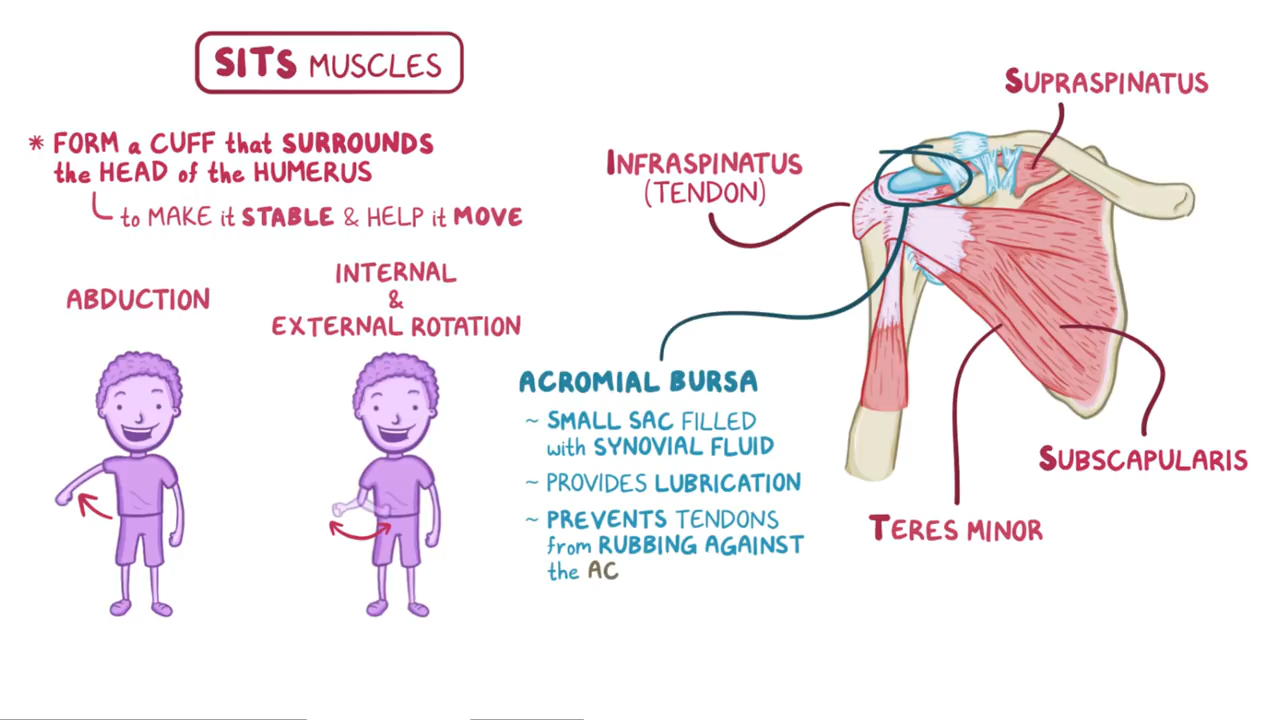 SITS MUSCLES
* FORM a CUFF that SURROUNDS
the HEAD of the HUMERUS
to MAKE it STABLE & HELP it MOVE
ABDUCTION
INTERNAL
&
EXTERNAL ROTATION
SUPRASPINATUS
INFRASPINATUS
(TENDON)
ACROMIAL BURSA
~ SMALL SAC FILLED
with SYNOVIAL FLUID
~ PROVIDES LUBRICATION
~ PREVENTS TENDONS
from RUBBING AGAINST
the AC
SUBSCAPULARIS
TERES MINOR